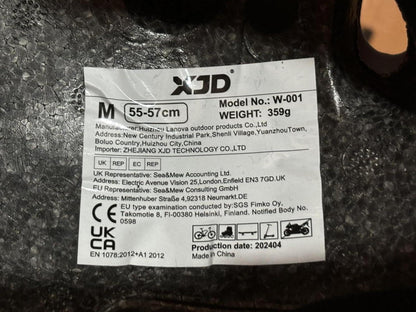 XJD
M 55-57cm Model No.: W-001
WEIGHT: 359g
Manufacturer:Huizhou Lanova outdoor products Co.,Ltd
Address:New Century Industrial Park,Shenli Village,YuanzhouTown,
Boluo Country,Huizhou City,China
Importer: ZHEJIANG XJD TECHNOLOGY CO.,LTD
UK REP EC REP
UK Representative: Sea&Mew Accounting Ltd.
Address: Electric Avenue Vision 25,London,Enfield EN3 7GD.UK
EU Representative: Sea&Mew Consulting GmbH
Address: Mittenhuber Straße 4,92318 Neumarkt.DE
CE EU type examination conducted by:SGS Fimko Oy.
Takomotie 8, FI-00380 Helsinki, Finland. Notified Body No.
0598
UK
CA
Production date: 202404
Made in China
EN 1078:2012+A1:2012